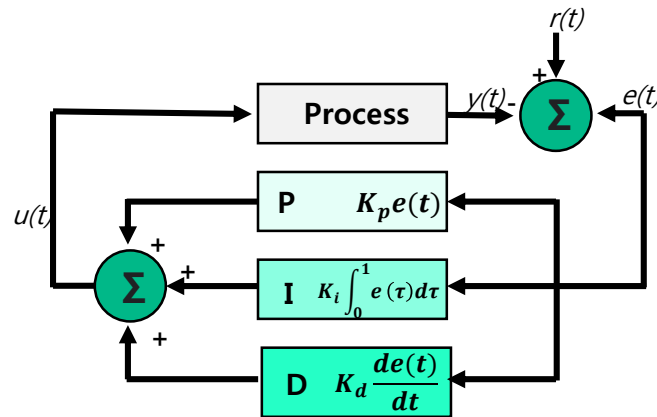 r(t)
+
Process
y(t)
-
Σ
e(t)
P K_p e(t)
u(t)
+
Σ
+
I K_i ∫_0^1 e(τ)dτ
+
D K_d de(t)/dt